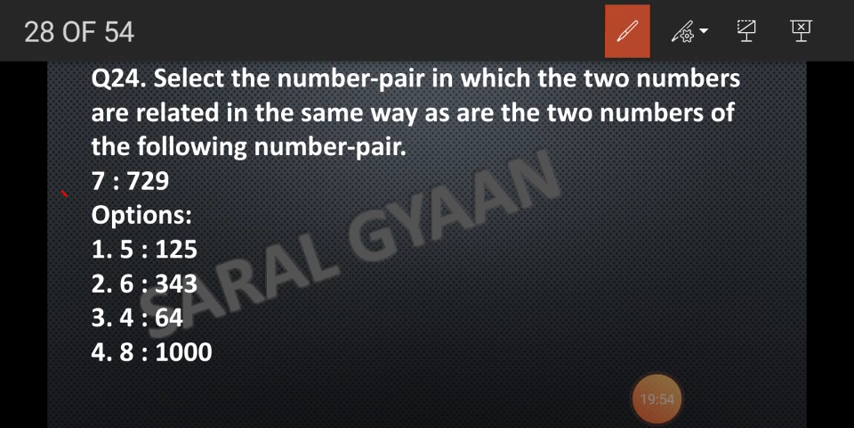 28 OF 54
Q24. Select the number-pair in which the two numbers
are related in the same way as are the two numbers of
the following number-pair.
7 : 729
Options:
1. 5 : 125
2. 6 : 343
3. 4 : 64
4. 8 : 1000
SARAL GYAAN
19:54